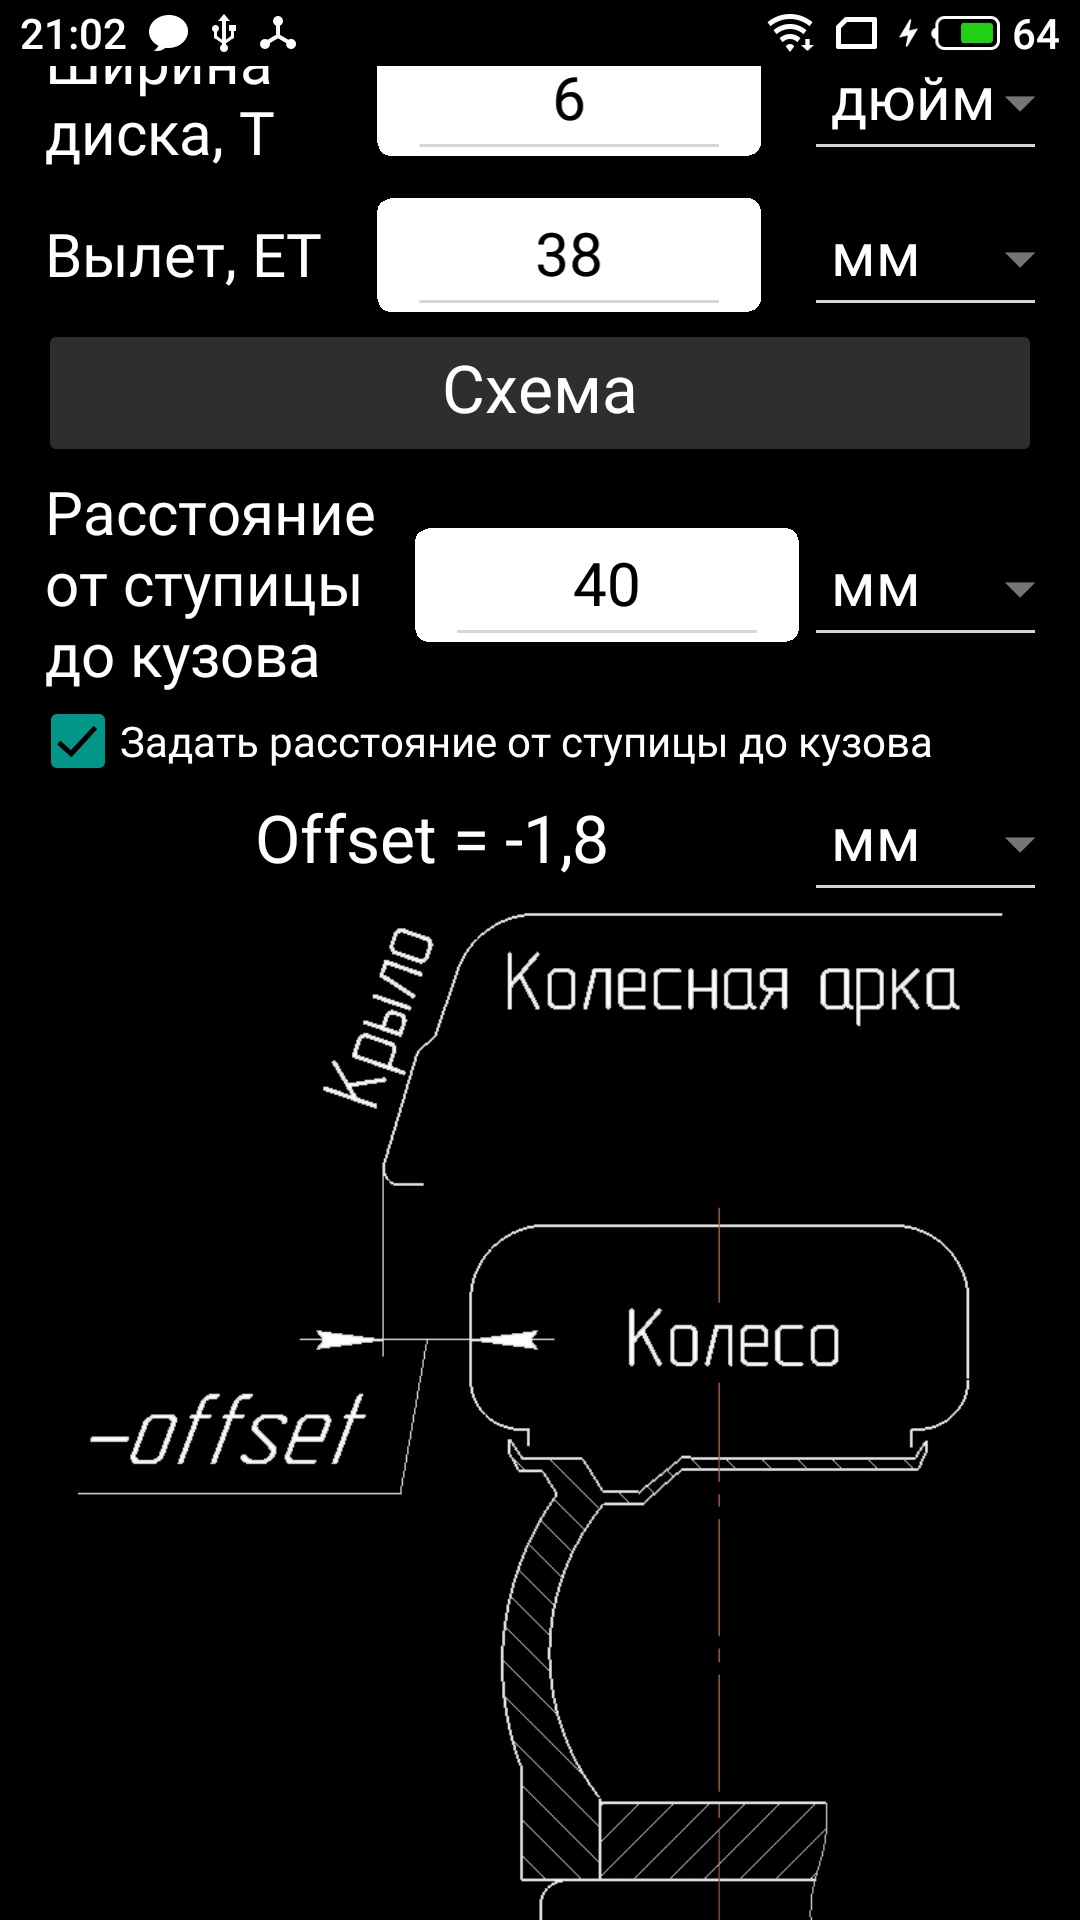 21:02
64
Ширина
диска, T
6
дюйм
Вылет, ET
38
мм
Схема
Расстояние
от ступицы
до кузова
40
мм
Задать расстояние от ступицы до кузова
Offset = -1,8
мм
Крыло
Колесная арка
Колесо
–offset